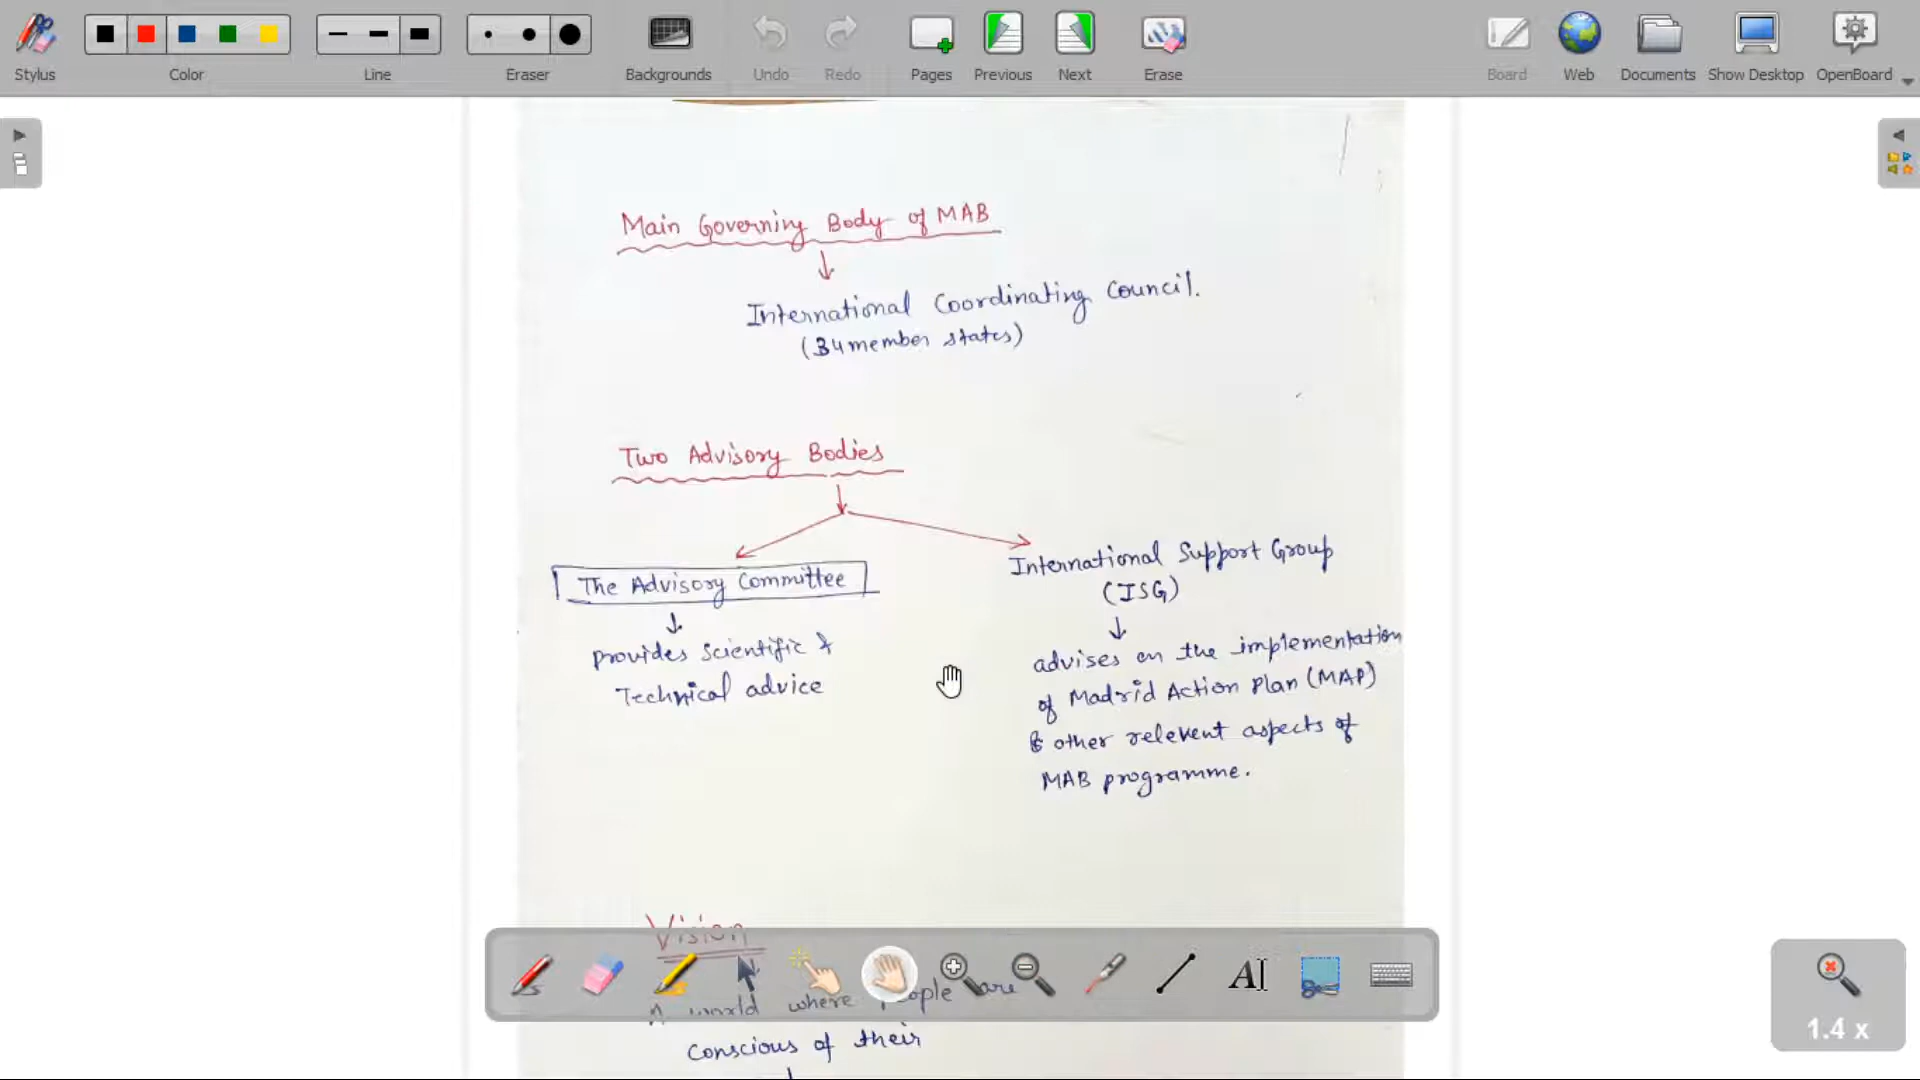 Stylus
Color
Line
Eraser
Backgrounds
Undo
Redo
Pages
Previous
Next
Erase
Board
Web
Documents
Show Desktop
OpenBoard
Main Governing Body of MAB
International Coordinating Council.
(34 member states)
Two Advisory Bodies
The Advisory Committee
Provides Scientific &
Technical advice
International Support Group
(ISG)
advises on the implementation
of Madrid Action Plan (MAP)
& other relevent aspects of
MAB programme.
Vision
A world where people are
conscious of their
1.4 x